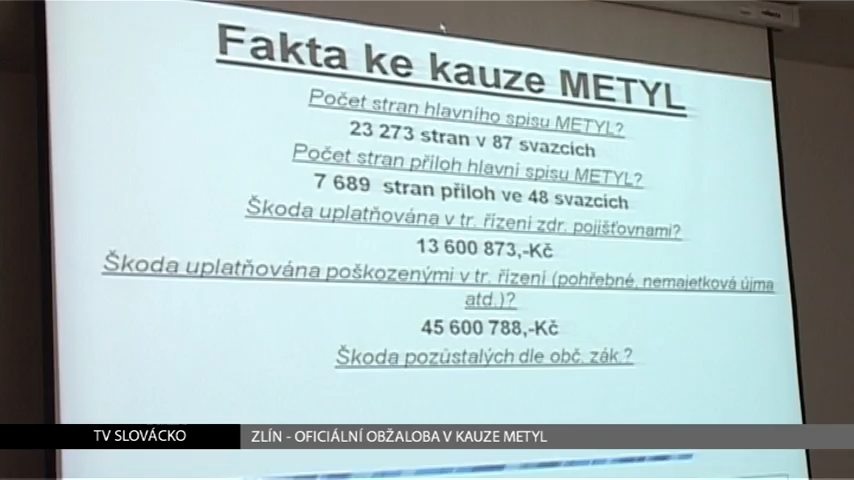 Fakta ke kauze METYL
Počet stran hlavního spisu METYL?
23 273 stran v 87 svazcích
Počet stran příloh hlavní spisu METYL?
7 689 stran příloh ve 48 svazcích
Škoda uplatňována v tr. řízení zdr. pojišťovnami?
13 600 873,-Kč
Škoda uplatňována poškozenými v tr. řízení (pohřebné, nemajetková újma
atd.)?
45 600 788,-Kč
Škoda pozůstalých dle obč. zák.?
TV SLOVÁCKO
ZLÍN - OFICIÁLNÍ OBŽALOBA V KAUZE METYL